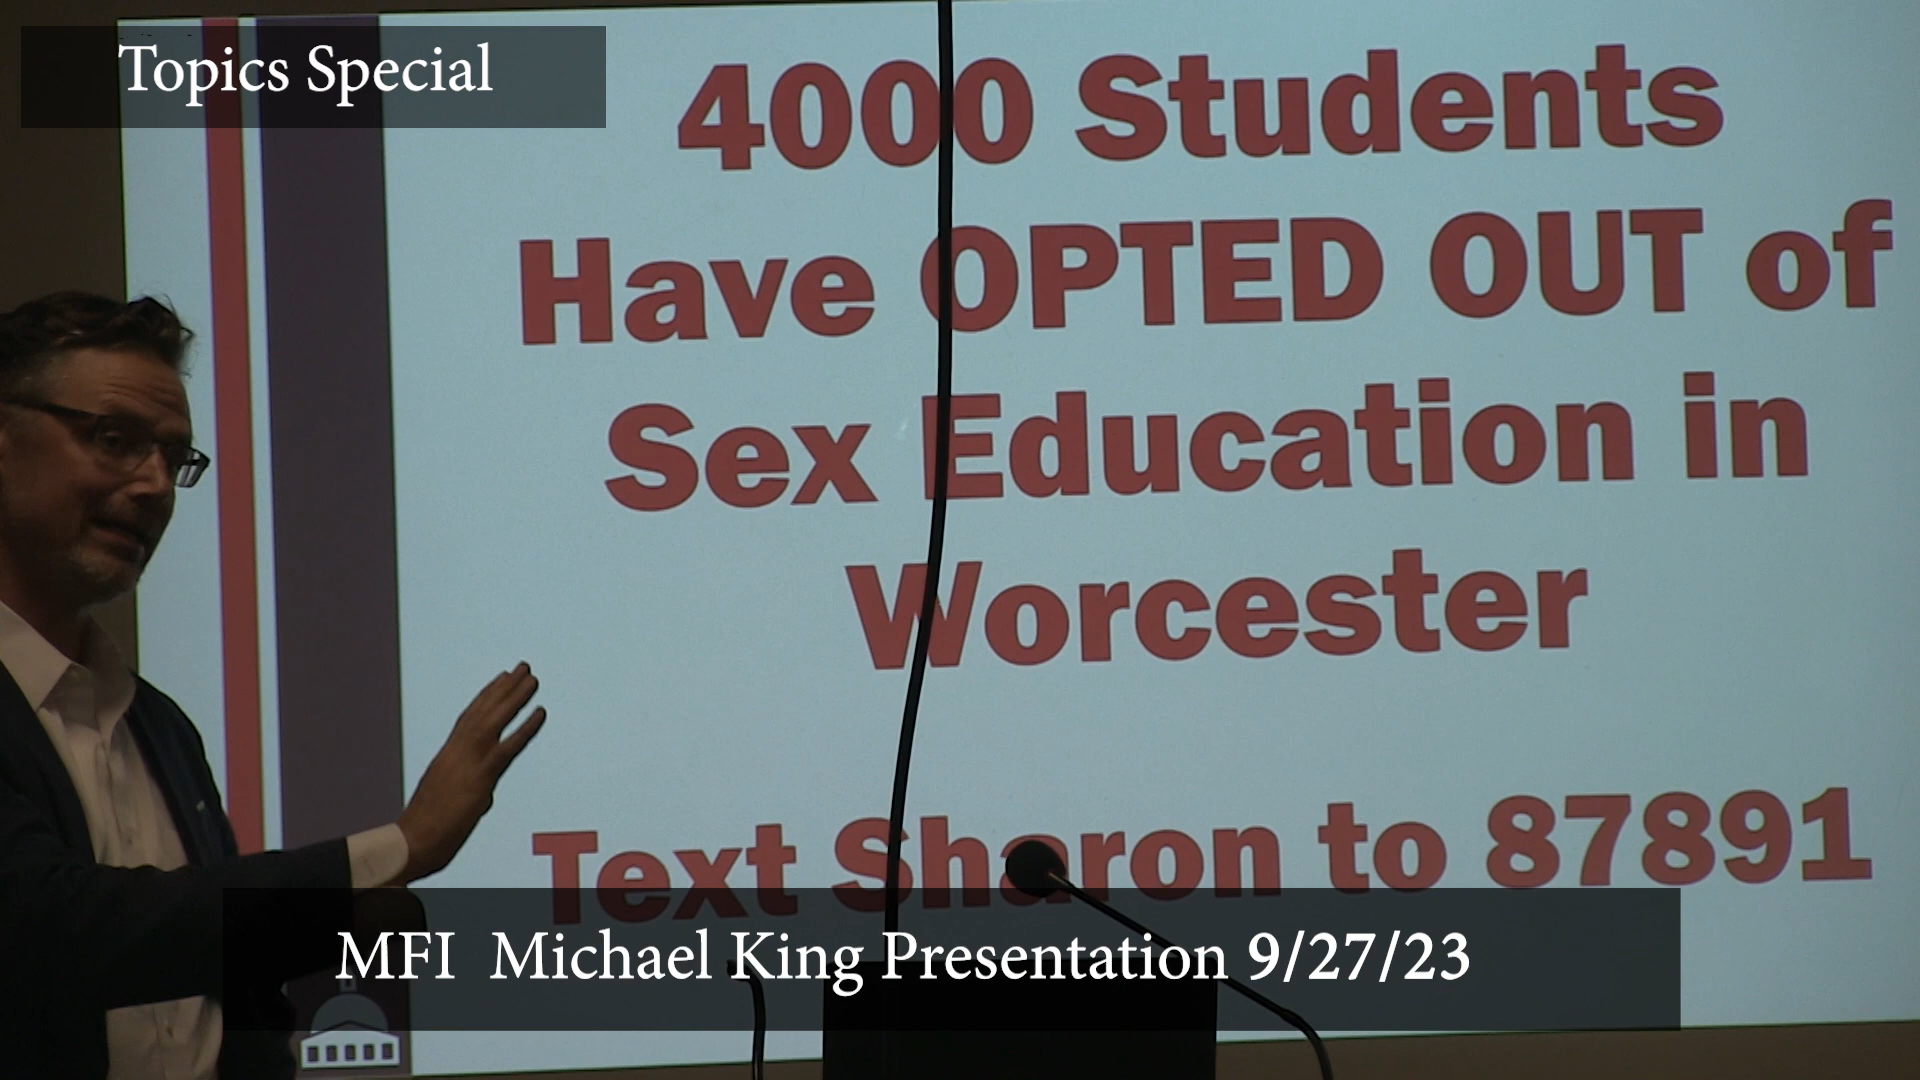 Topics Special
4000 Students
Have OPTED OUT of
Sex Education in
Worcester
Text Sharon to 87891
MFI  Michael King Presentation 9/27/23